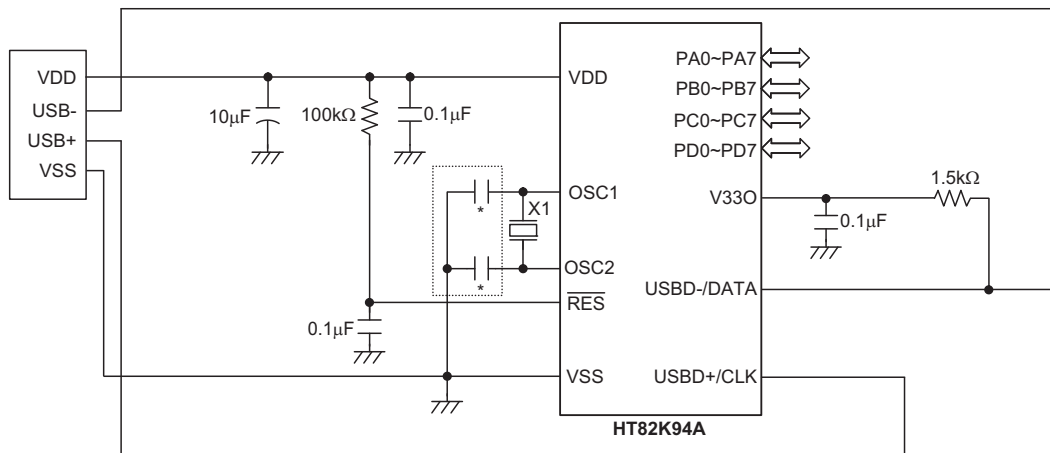 VDD
USB-
USB+
VSS
10μF
100kΩ
0.1μF
VDD
PA0~PA7
PB0~PB7
PC0~PC7
PD0~PD7
*
X1
OSC1
V33O
0.1μF
1.5kΩ
*
OSC2
RES
USBD-/DATA
0.1μF
VSS
USBD+/CLK
HT82K94A